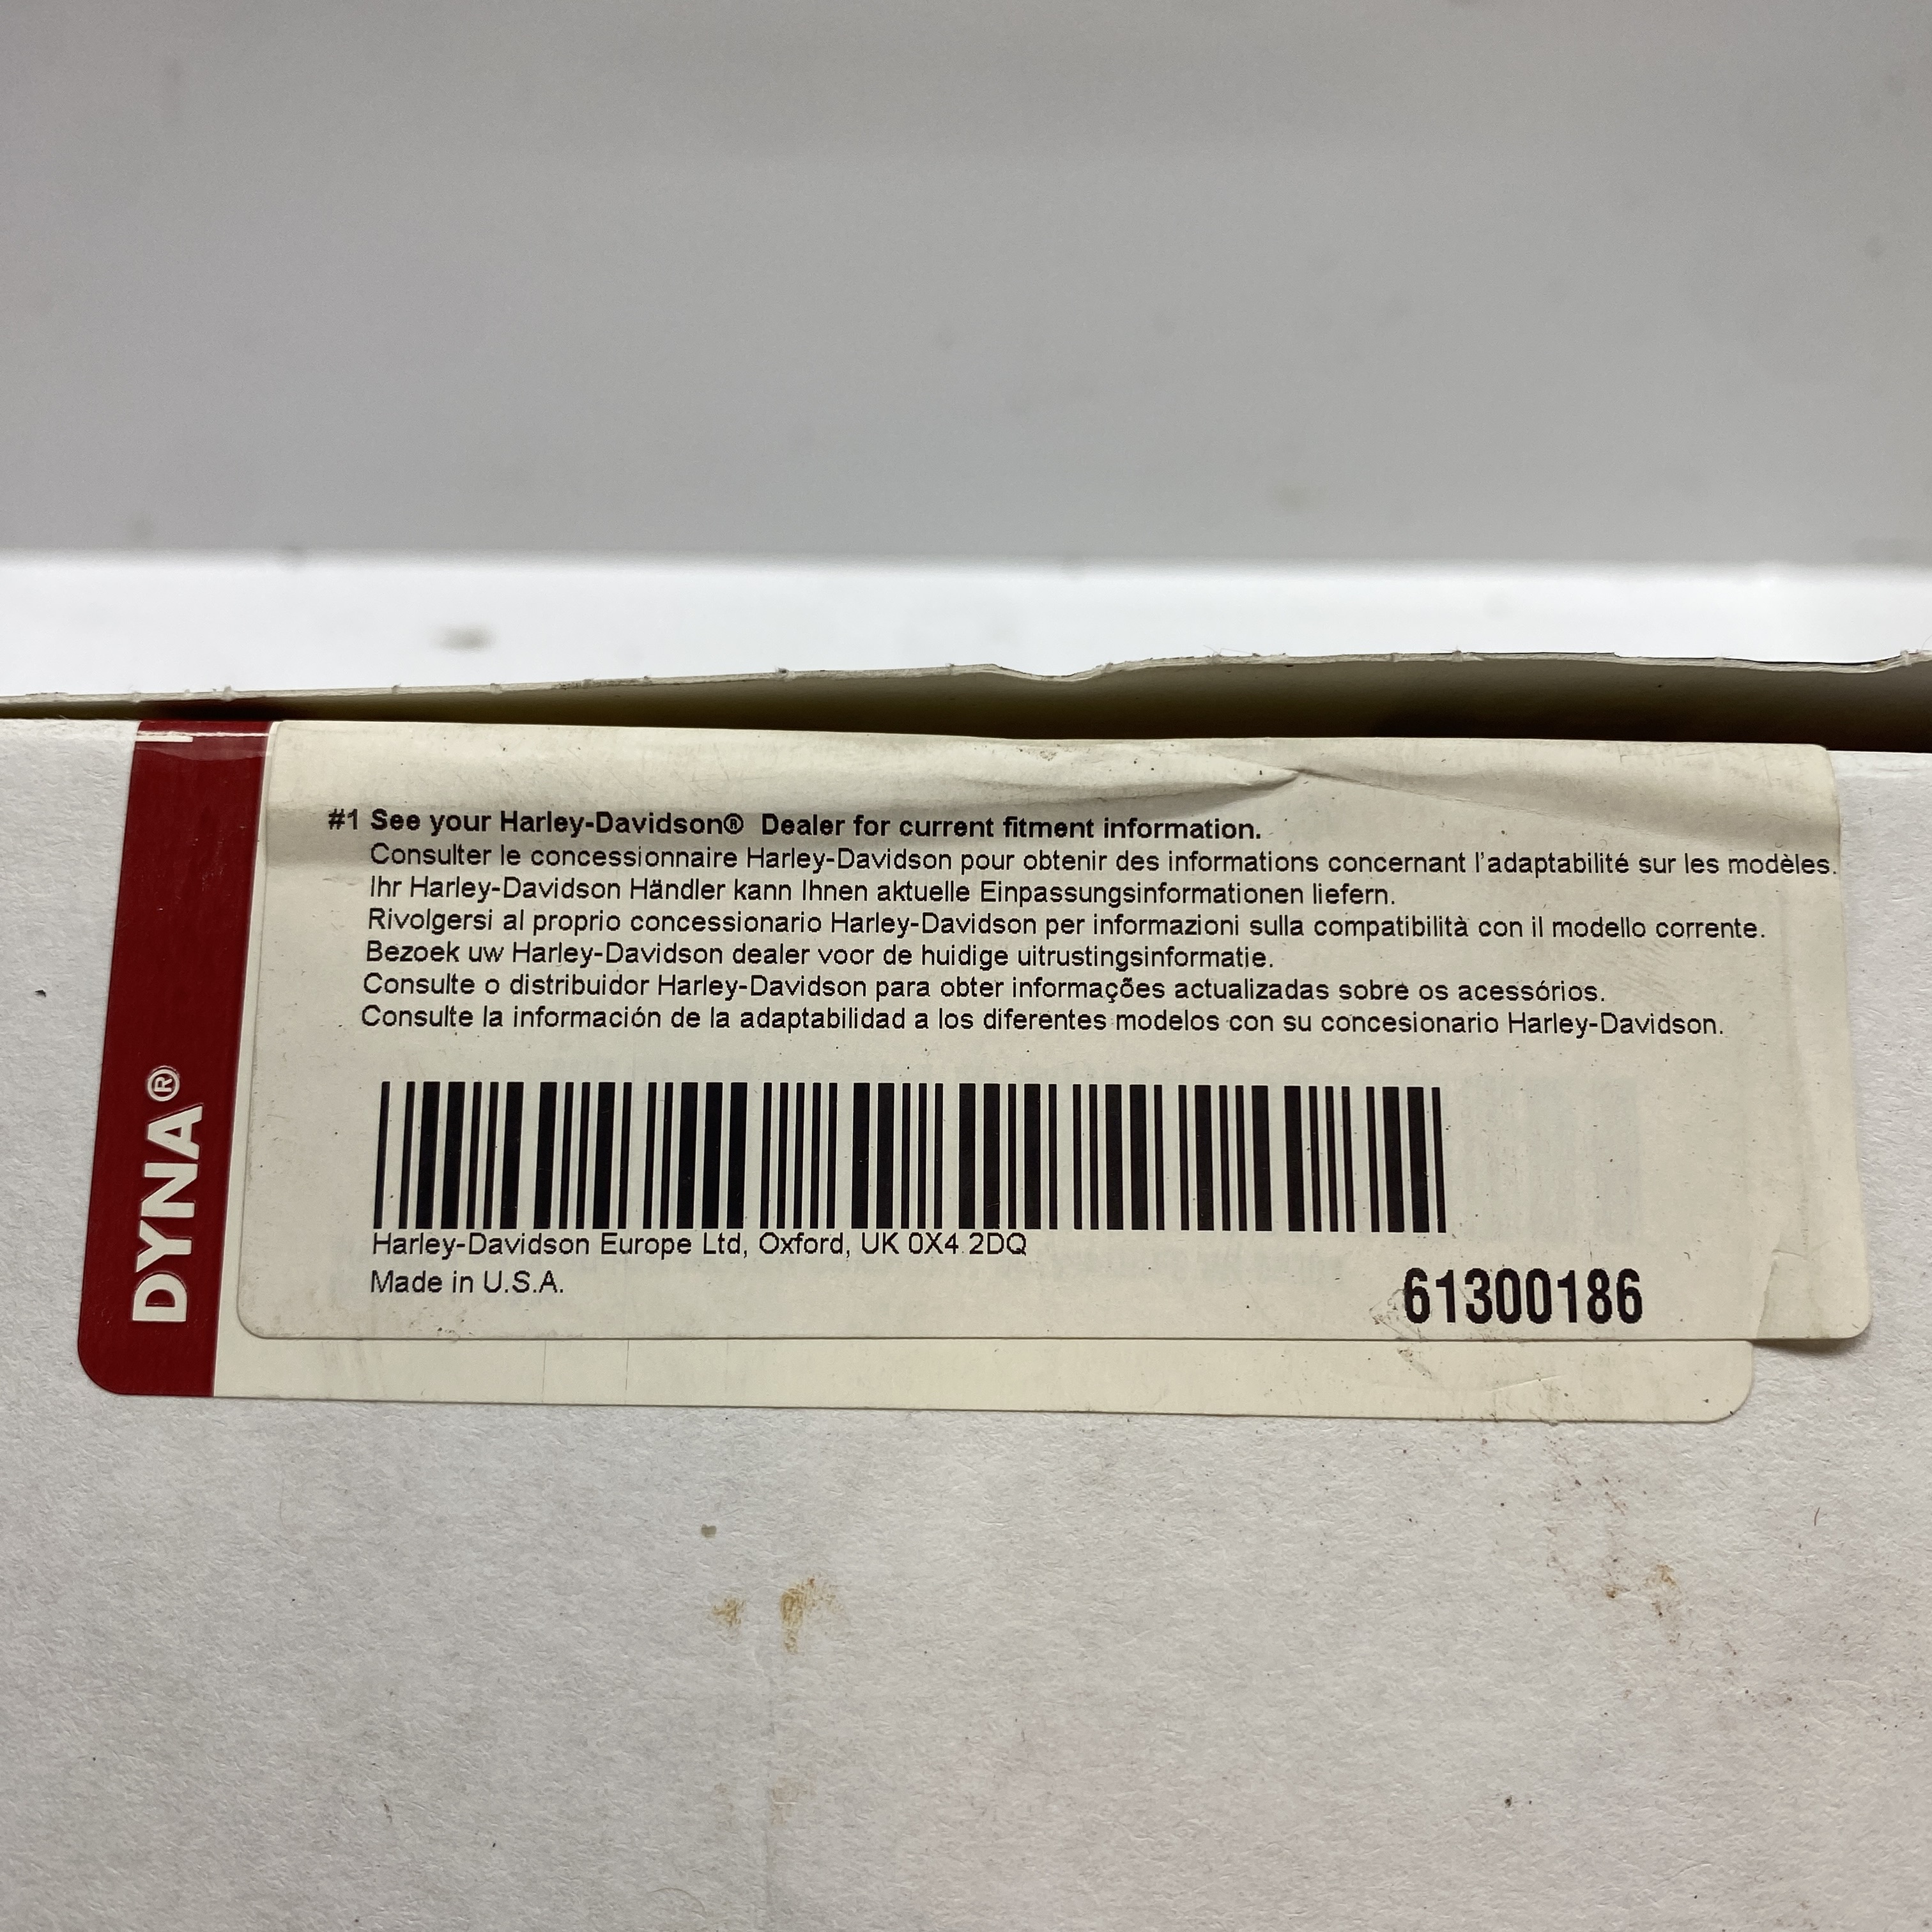 #1 See your Harley-Davidson® Dealer for current fitment information.
Consulter le concessionnaire Harley-Davidson pour obtenir des informations concernant l'adaptabilité sur les modèles.
Ihr Harley-Davidson Händler kann Ihnen aktuelle Einpassungsinformationen liefern.
Rivolgersi al proprio concessionario Harley-Davidson per informazioni sulla compatibilità con il modello corrente.
Bezoek uw Harley-Davidson dealer voor de huidige uitrustingsinformatie.
Consulte o distribuidor Harley-Davidson para obter informações actualizadas sobre os acessórios.
Consulte la información de la adaptabilidad a los diferentes modelos con su concesionario Harley-Davidson.
DYNA®
Harley-Davidson Europe Ltd, Oxford, UK 0X4 2DQ
Made in U.S.A.
61300186